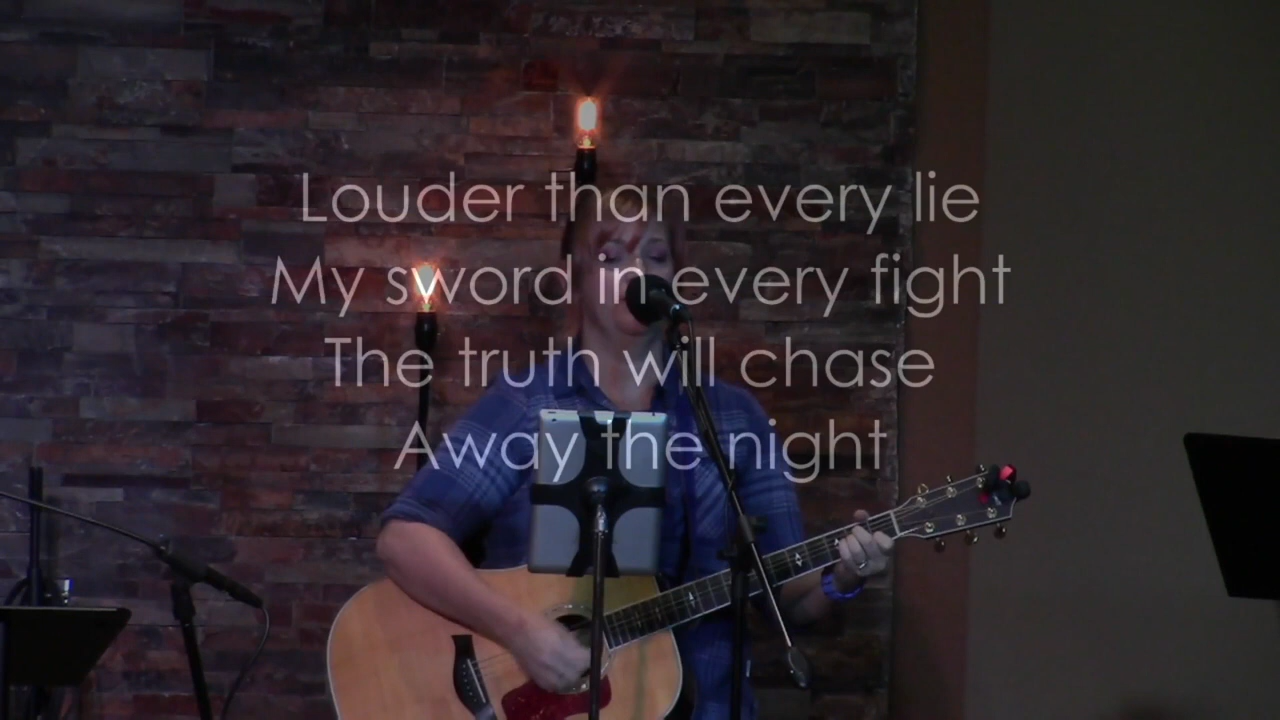 Louder than every lie
My sword in every fight
The truth will chase
Away the night